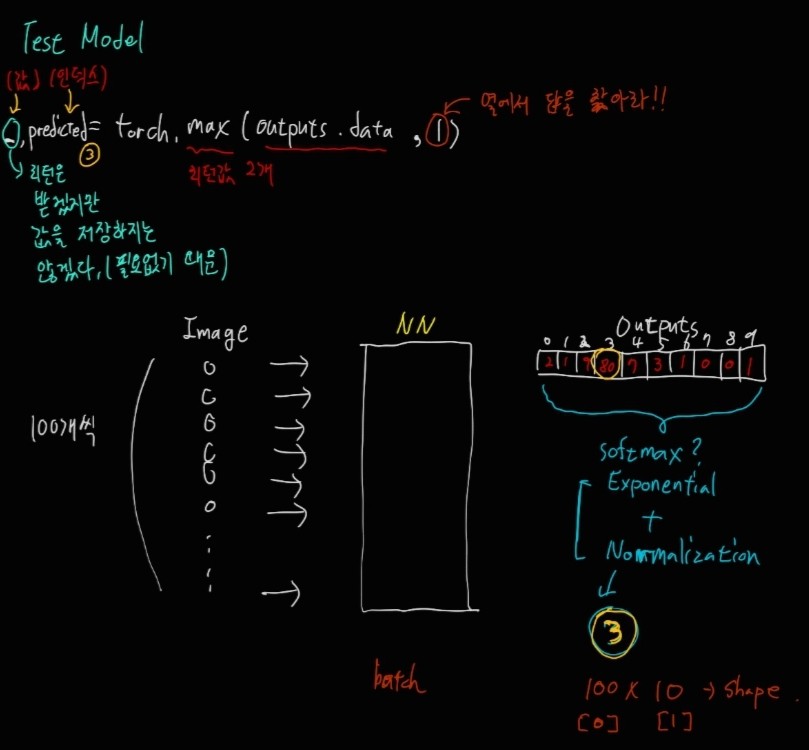 Test Model
(값) (인덱스)
_, predicted = torch. max (outputs . data , 1)
열에서 답을 찾아라!!
③
리턴값 2개
리턴은
받겠지만
값을 저장하지는
않겠다. (필요없기 때문)
Image
NN
Outputs
0 1 2 3 4 5 6 7 8 9
2 1 9 80 7 3 1 0 0 1
100개씩
softmax?
Exponential
+
Normalization
3
batch
100 x 10 → shape.
[0] [1]